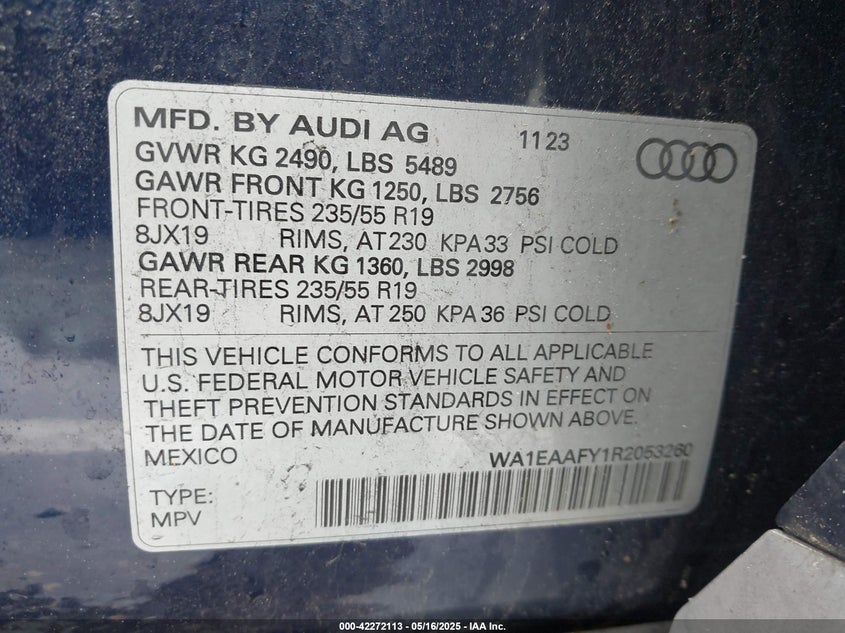 MFD. BY AUDI AG 1123
GVWR KG 2490, LBS 5489
GAWR FRONT KG 1250, LBS 2756
FRONT-TIRES 235/55 R19
8JX19 RIMS, AT 230 KPA 33 PSI COLD
GAWR REAR KG 1360, LBS 2998
REAR-TIRES 235/55 R19
8JX19 RIMS, AT 250 KPA 36 PSI COLD
THIS VEHICLE CONFORMS TO ALL APPLICABLE
U.S. FEDERAL MOTOR VEHICLE SAFETY AND
THEFT PREVENTION STANDARDS IN EFFECT ON
THE DATE OF MANUFACTURE SHOWN ABOVE.
MEXICO WA1EAAFY1R2053260
TYPE:
MPV
000-42272113 - 05/16/2025 - IAA Inc.